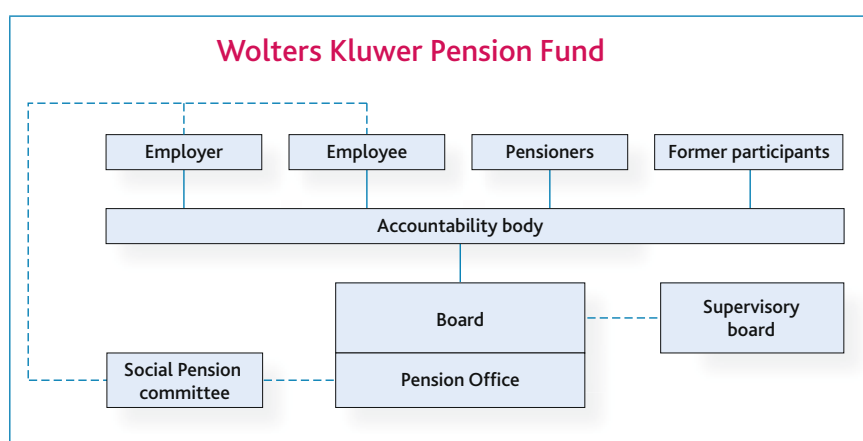 Wolters Kluwer Pension Fund
Employer
Employee
Pensioners
Former participants
Accountability body
Board
Supervisory
board
Social Pension
committee
Pension Office